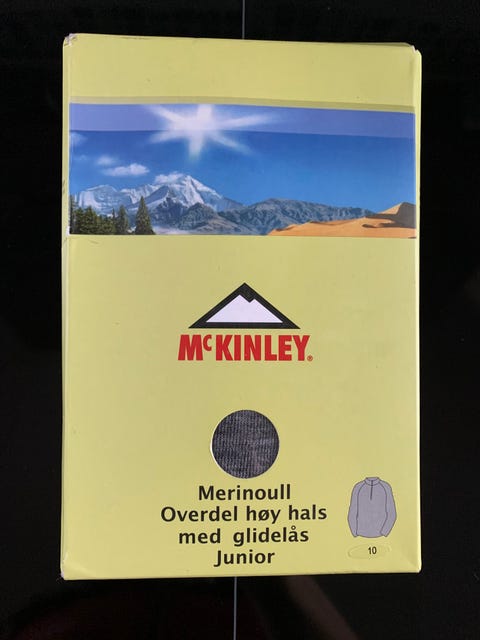 McKINLEY®
Merinoull
Overdel høy hals
med glidelås
Junior
10